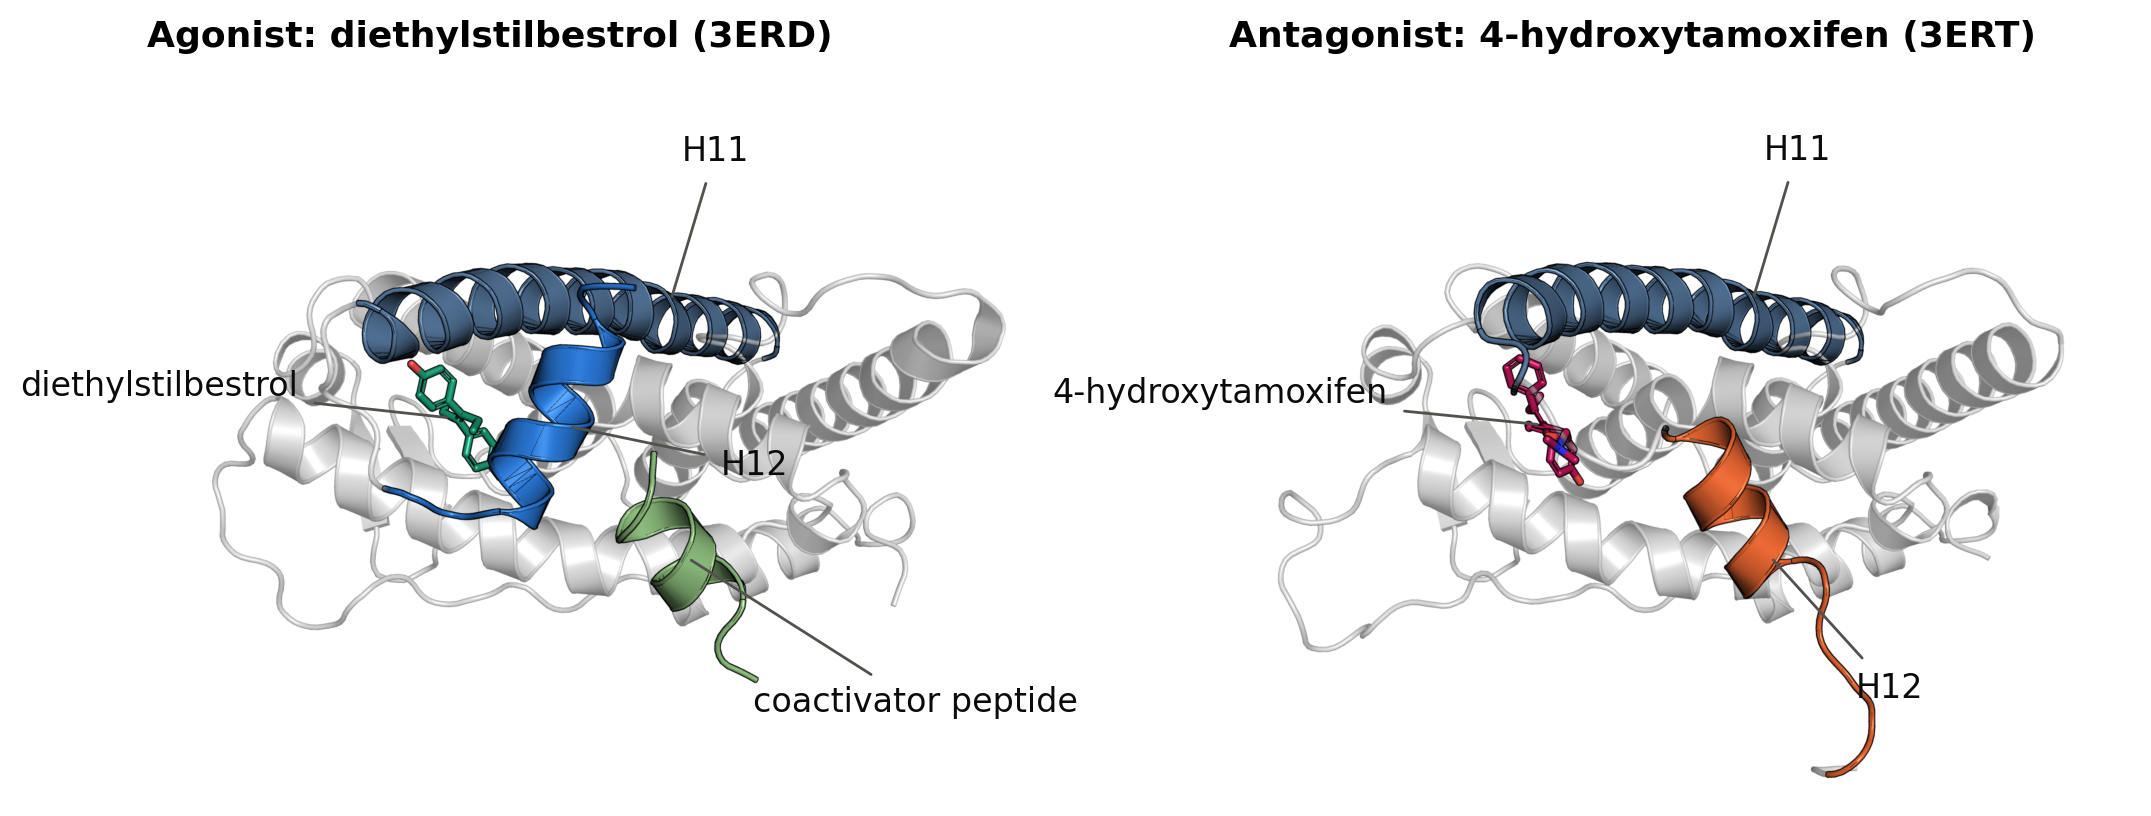 Agonist: diethylstilbestrol (3ERD)
H11
diethylstilbestrol
H12
coactivator peptide
Antagonist: 4-hydroxytamoxifen (3ERT)
H11
4-hydroxytamoxifen
H12